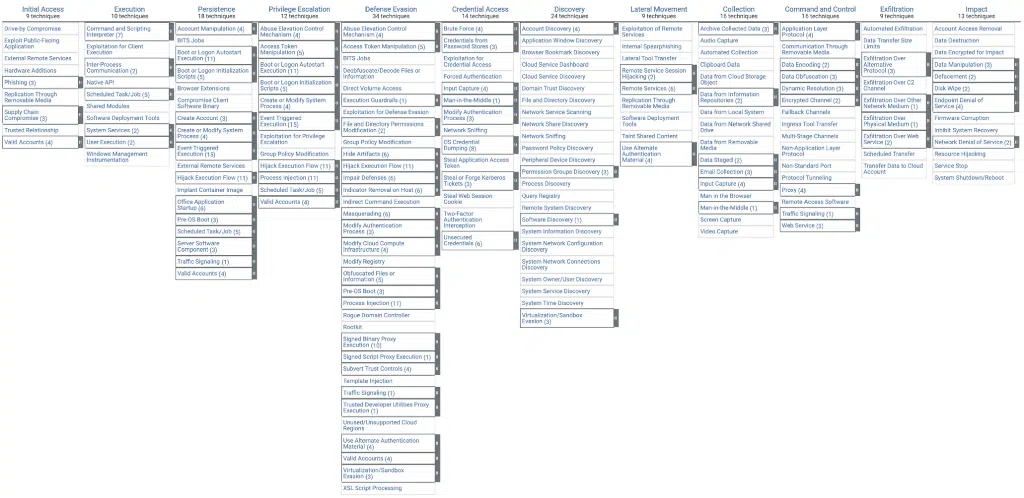 Initial Access
9 techniques
Drive-by Compromise
Exploit Public-Facing
Application
External Remote Services
Hardware Additions
Phishing (3)
Replication Through
Removable Media
Supply Chain
Compromise (3)
Trusted Relationship
Valid Accounts (4)
Execution
10 techniques
Command and Scripting
Interpreter (7)
Exploitation for Client
Execution
Inter-Process
Communication (2)
Native API
Scheduled Task/Job (5)
Shared Modules
Software Deployment Tools
System Services (2)
User Execution (2)
Windows Management
Instrumentation
Persistence
18 techniques
Account Manipulation (4)
BITS Jobs
Boot or Logon Autostart
Execution (11)
Boot or Logon Initialization
Scripts (5)
Browser Extensions
Compromise Client
Software Binary
Create Account (3)
Create or Modify System
Process (4)
Event Triggered
Execution (15)
External Remote Services
Hijack Execution Flow (11)
Implant Container Image
Office Application
Startup (6)
Pre-OS Boot (3)
Scheduled Task/Job (5)
Server Software
Component (3)
Traffic Signaling (1)
Valid Accounts (4)
Privilege Escalation
12 techniques
Abuse Elevation Control
Mechanism (4)
Access Token
Manipulation (5)
Boot or Logon Autostart
Execution (11)
Boot or Logon Initialization
Scripts (5)
Create or Modify System
Process (4)
Event Triggered
Execution (15)
Exploitation for Privilege
Escalation
Group Policy Modification
Hijack Execution Flow (11)
Process Injection (11)
Scheduled Task/Job (5)
Valid Accounts (4)
Defense Evasion
34 techniques
Abuse Elevation Control
Mechanism (4)
Access Token Manipulation (5)
BITS Jobs
Deobfuscate/Decode Files or
Information
Direct Volume Access
Execution Guardrails (1)
Exploitation for Defense Evasion
File and Directory Permissions
Modification (2)
Group Policy Modification
Hide Artifacts (6)
Hijack Execution Flow (11)
Impair Defenses (6)
Indicator Removal on Host (6)
Indirect Command Execution
Masquerading (6)
Modify Authentication
Process (3)
Modify Cloud Compute
Infrastructure (4)
Modify Registry
Obfuscated Files or
Information (5)
Pre-OS Boot (3)
Process Injection (11)
Rogue Domain Controller
Rootkit
Signed Binary Proxy
Execution (10)
Signed Script Proxy Execution (1)
Subvert Trust Controls (4)
Template Injection
Traffic Signaling (1)
Trusted Developer Utilities Proxy
Execution (1)
Unused/Unsupported Cloud
Regions
Use Alternate Authentication
Material (4)
Valid Accounts (4)
Virtualization/Sandbox
Evasion (3)
XSL Script Processing
Credential Access
14 techniques
Brute Force (4)
Credentials from
Password Stores (3)
Exploitation for
Credential Access
Forced Authentication
Input Capture (4)
Man-in-the-Middle (1)
Modify Authentication
Process (3)
Network Sniffing
OS Credential
Dumping (8)
Steal Application Access
Token
Steal or Forge Kerberos
Tickets (3)
Steal Web Session
Cookie
Two-Factor
Authentication
Interception
Unsecured
Credentials (6)
Discovery
24 techniques
Account Discovery (4)
Application Window Discovery
Browser Bookmark Discovery
Cloud Service Dashboard
Cloud Service Discovery
Domain Trust Discovery
File and Directory Discovery
Network Service Scanning
Network Share Discovery
Network Sniffing
Password Policy Discovery
Peripheral Device Discovery
Permission Groups Discovery (3)
Process Discovery
Query Registry
Remote System Discovery
Software Discovery (1)
System Information Discovery
System Network Configuration
Discovery
System Network Connections
Discovery
System Owner/User Discovery
System Service Discovery
System Time Discovery
Virtualization/Sandbox
Evasion (3)
Lateral Movement
9 techniques
Exploitation of Remote
Services
Internal Spearphishing
Lateral Tool Transfer
Remote Service Session
Hijacking (2)
Remote Services (6)
Replication Through
Removable Media
Software Deployment
Tools
Taint Shared Content
Use Alternate
Authentication
Material (4)
Collection
16 techniques
Archive Collected Data (3)
Audio Capture
Automated Collection
Clipboard Data
Data from Cloud Storage
Object
Data from Information
Repositories (2)
Data from Local System
Data from Network Shared
Drive
Data from Removable
Media
Data Staged (2)
Email Collection (3)
Input Capture (4)
Man in the Browser
Man-in-the-Middle (1)
Screen Capture
Video Capture
Command and Control
16 techniques
Application Layer
Protocol (4)
Communication Through
Removable Media
Data Encoding (2)
Data Obfuscation (3)
Dynamic Resolution (3)
Encrypted Channel (2)
Fallback Channels
Ingress Tool Transfer
Multi-Stage Channels
Non-Application Layer
Protocol
Non-Standard Port
Protocol Tunneling
Proxy (4)
Remote Access Software
Traffic Signaling (1)
Web Service (3)
Exfiltration
9 techniques
Automated Exfiltration
Data Transfer Size
Limits
Exfiltration Over
Alternative
Protocol (3)
Exfiltration Over C2
Channel
Exfiltration Over Other
Network Medium (1)
Exfiltration Over
Physical Medium (1)
Exfiltration Over Web
Service (2)
Scheduled Transfer
Transfer Data to Cloud
Account
Impact
13 techniques
Account Access Removal
Data Destruction
Data Encrypted for Impact
Data Manipulation (3)
Defacement (2)
Disk Wipe (2)
Endpoint Denial of
Service (4)
Firmware Corruption
Inhibit System Recovery
Network Denial of Service (2)
Resource Hijacking
Service Stop
System Shutdown/Reboot